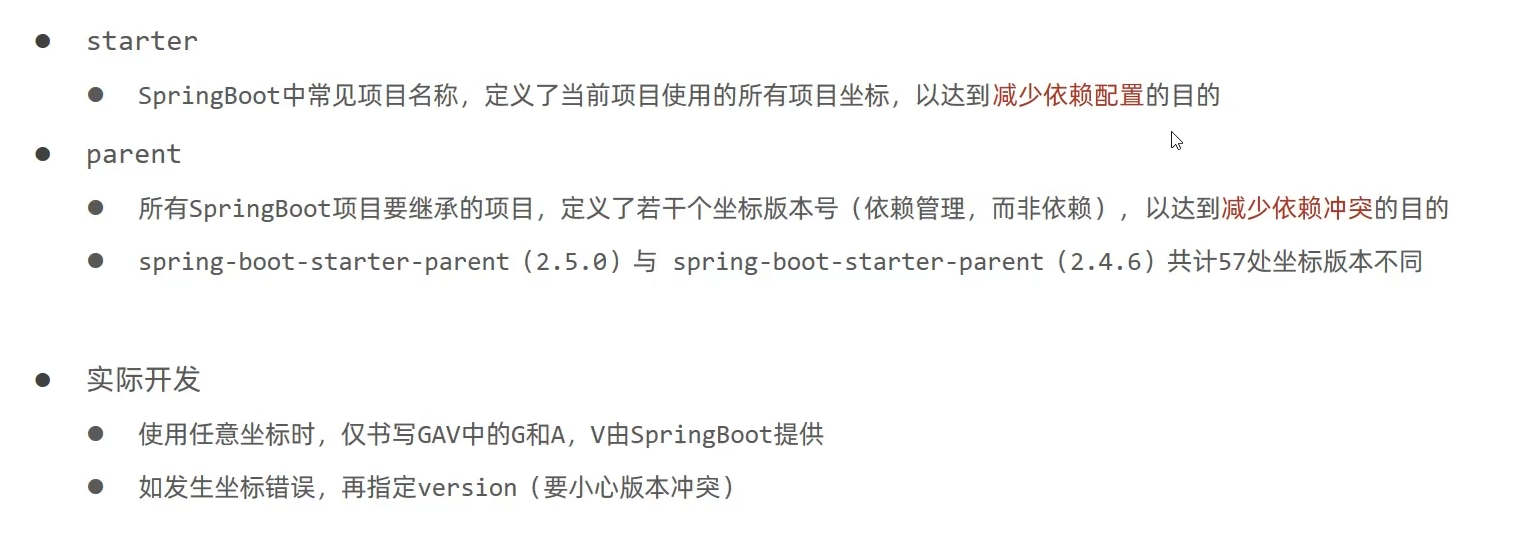 starter
SpringBoot中常见项目名称，定义了当前项目使用的所有项目坐标，以达到减少依赖配置的目的
parent
所有SpringBoot项目要继承的项目，定义了若干个坐标版本号（依赖管理，而非依赖），以达到减少依赖冲突的目的
spring-boot-starter-parent（2.5.0）与 spring-boot-starter-parent（2.4.6）共计57处坐标版本不同
实际开发
使用任意坐标时，仅书写GAV中的G和A，V由SpringBoot提供
如发生坐标错误，再指定version（要小心版本冲突）